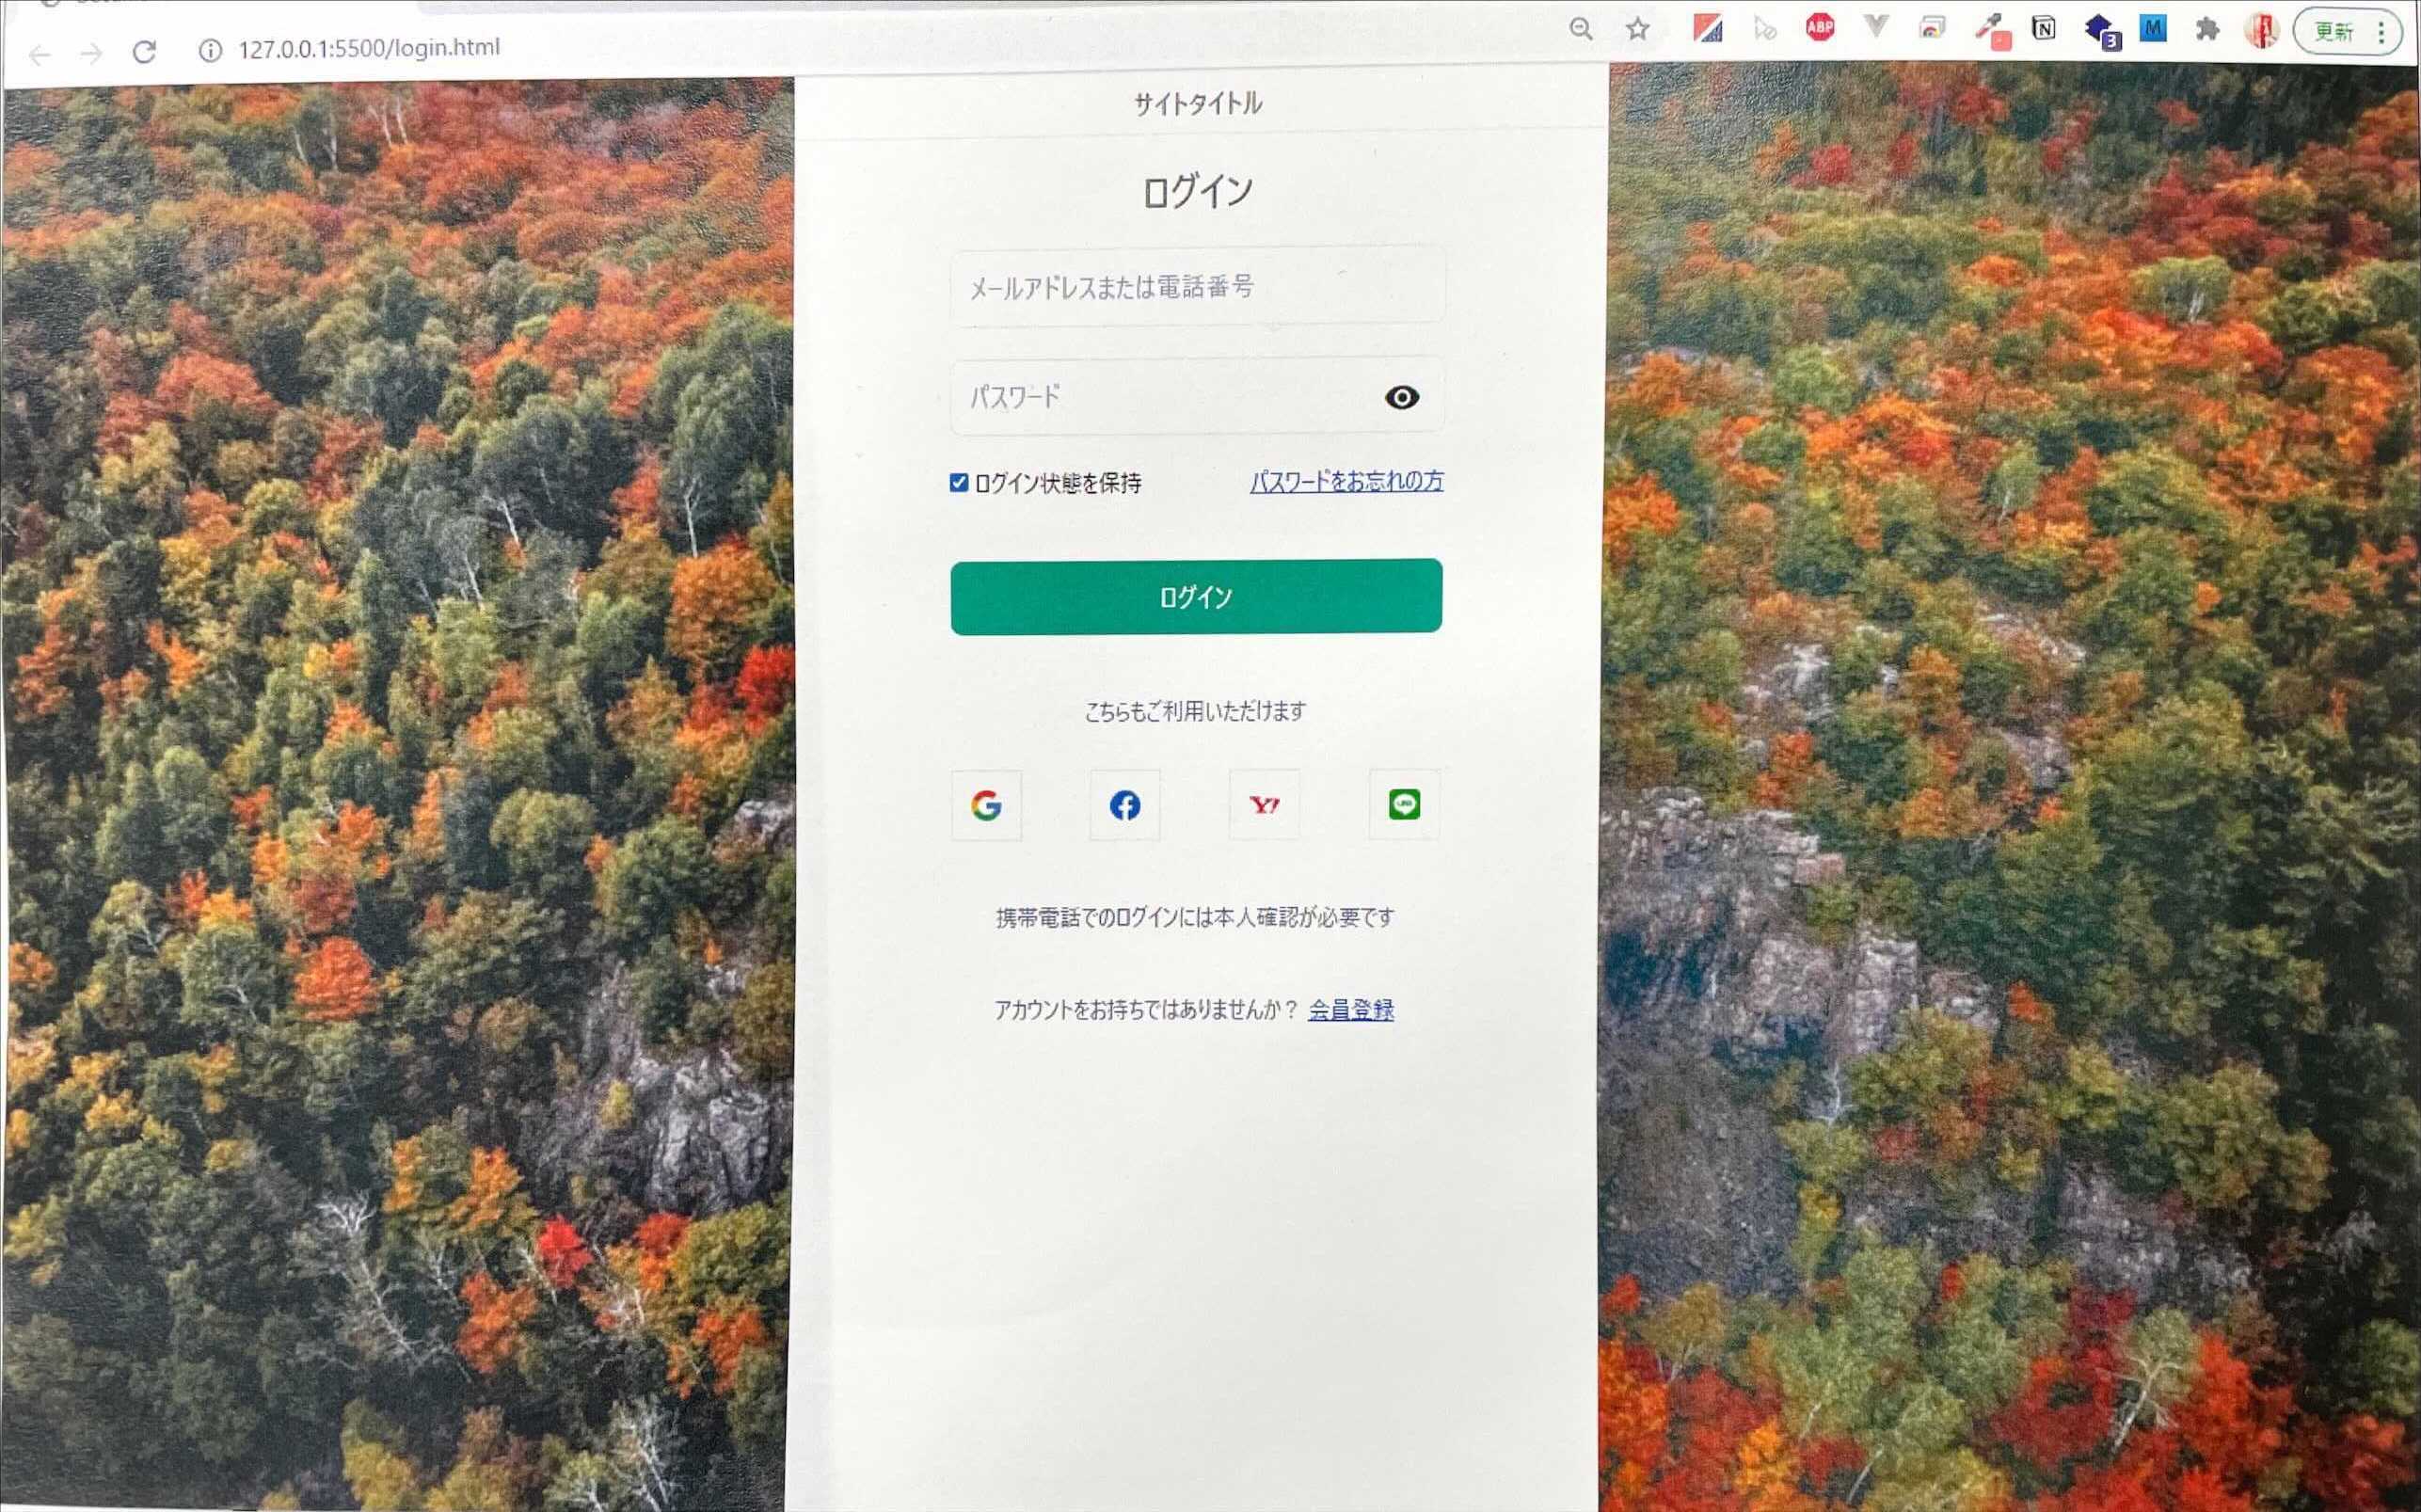 127.0.0.1:5500/login.html
ABP
N
3
M
更新
サイトタイトル
ログイン
メールアドレスまたは電話番号
パスワード
ログイン状態を保持
パスワードをお忘れの方
ログイン
こちらもご利用いただけます
G
f
Y!
LINE
携帯電話でのログインには本人確認が必要です
アカウントをお持ちではありませんか？ 会員登録